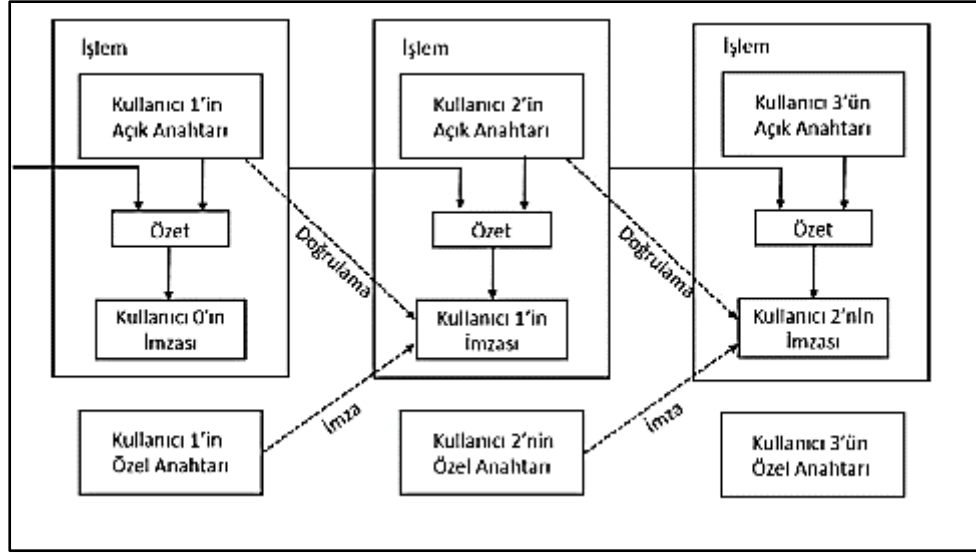 İşlem
Kullanıcı 1'in
Açık Anahtarı
Özet
Kullanıcı 0'ın
İmzası
Kullanıcı 1'in
Özel Anahtarı
Doğrulama
İmza
İşlem
Kullanıcı 2'in
Açık Anahtarı
Özet
Kullanıcı 1'in
İmzası
Kullanıcı 2'nin
Özel Anahtarı
Doğrulama
İmza
İşlem
Kullanıcı 3'ün
Açık Anahtarı
Özet
Kullanıcı 2'nin
İmzası
Kullanıcı 3'ün
Özel Anahtarı